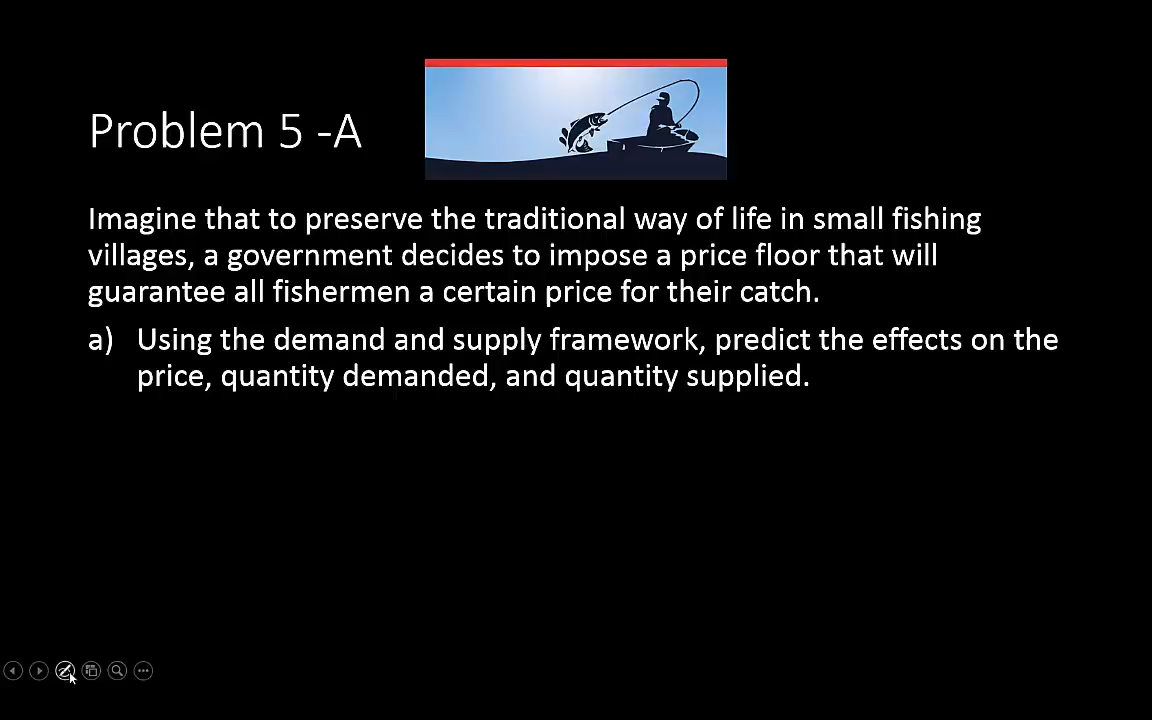 Problem 5 -A
Imagine that to preserve the traditional way of life in small fishing
villages, a government decides to impose a price floor that will
guarantee all fishermen a certain price for their catch.
a) Using the demand and supply framework, predict the effects on the
price, quantity demanded, and quantity supplied.